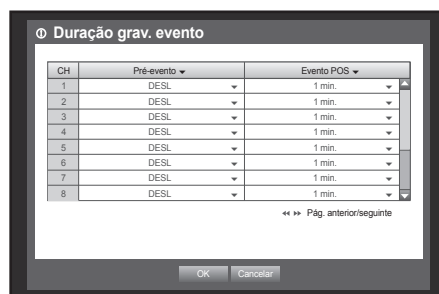 Duração grav. evento
CH Pré-evento Evento POS
1 DESL 1 min.
2 DESL 1 min.
3 DESL 1 min.
4 DESL 1 min.
5 DESL 1 min.
6 DESL 1 min.
7 DESL 1 min.
8 DESL 1 min.
Pág. anterior/seguinte
OK Cancelar